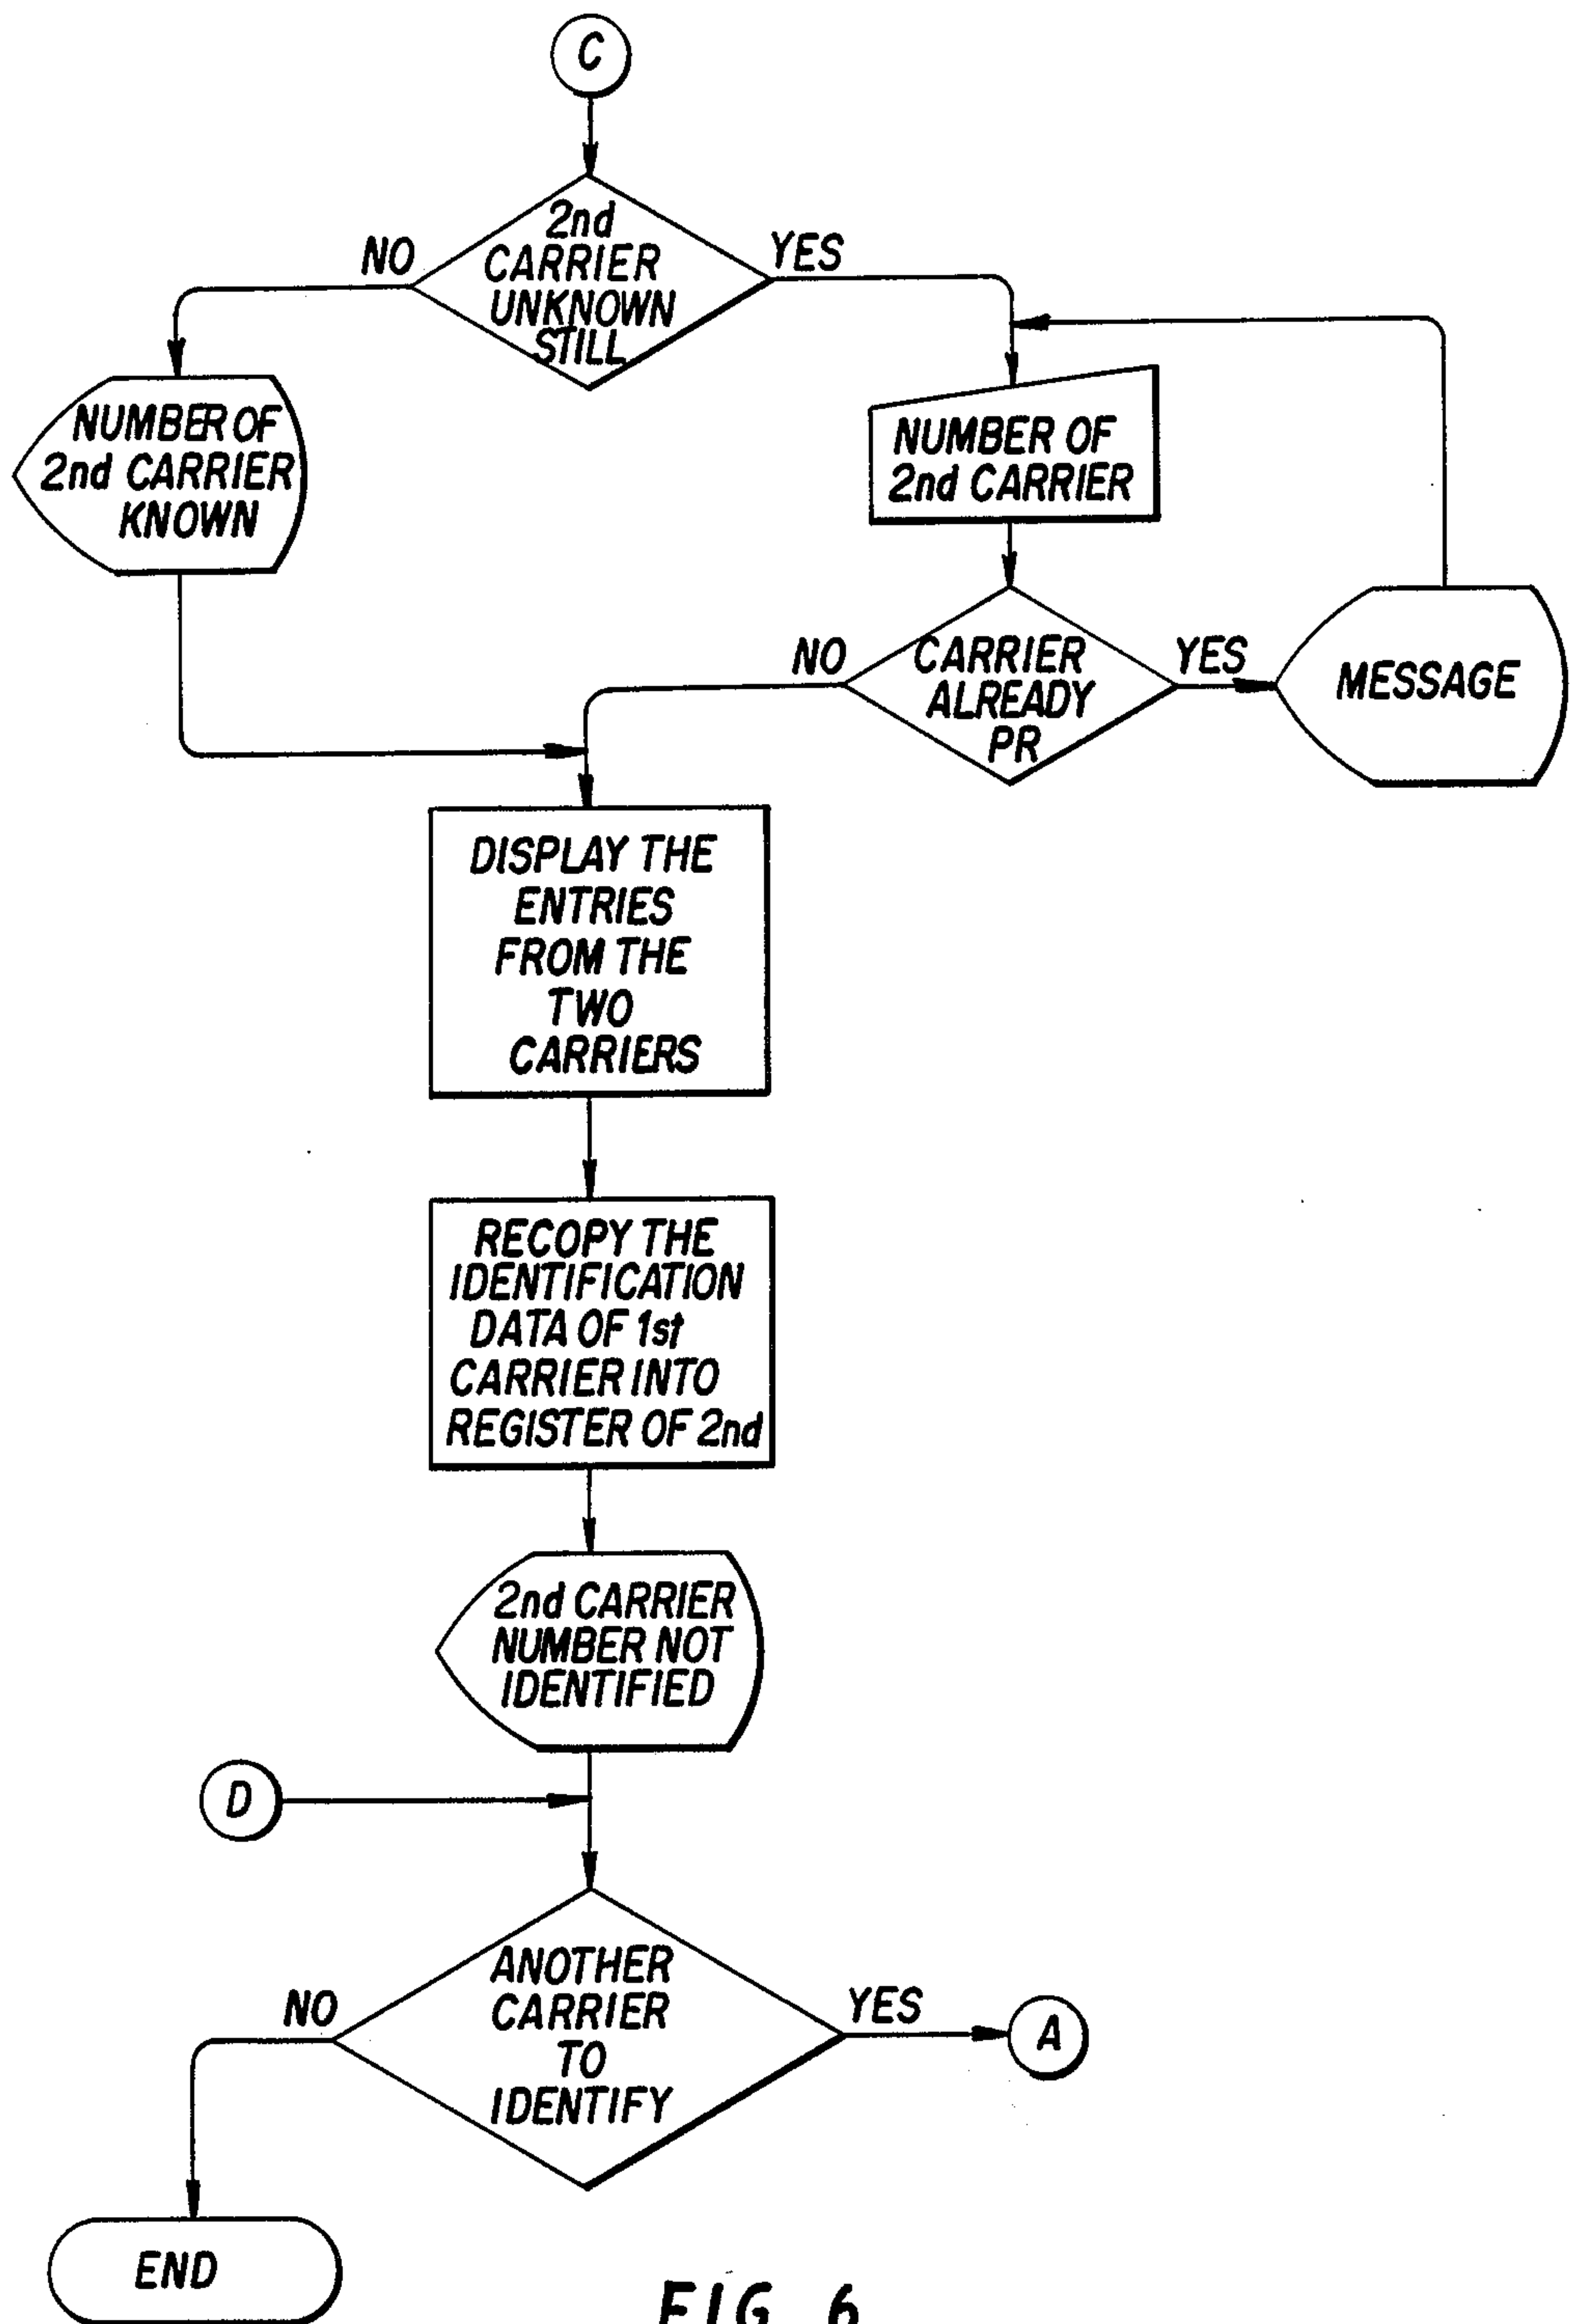 C
2nd
CARRIER
UNKNOWN
STILL
NO
YES
NUMBER OF
2nd CARRIER
KNOWN
NUMBER OF
2nd CARRIER
NO
CARRIER
ALREADY
PR
YES
MESSAGE
DISPLAY THE
ENTRIES
FROM THE
TWO
CARRIERS
RECOPY THE
IDENTIFICATION
DATA OF 1st
CARRIER INTO
REGISTER OF 2nd
2nd CARRIER
NUMBER NOT
IDENTIFIED
D
ANOTHER
CARRIER
TO
IDENTIFY
NO
YES
A
END
FIG. 6